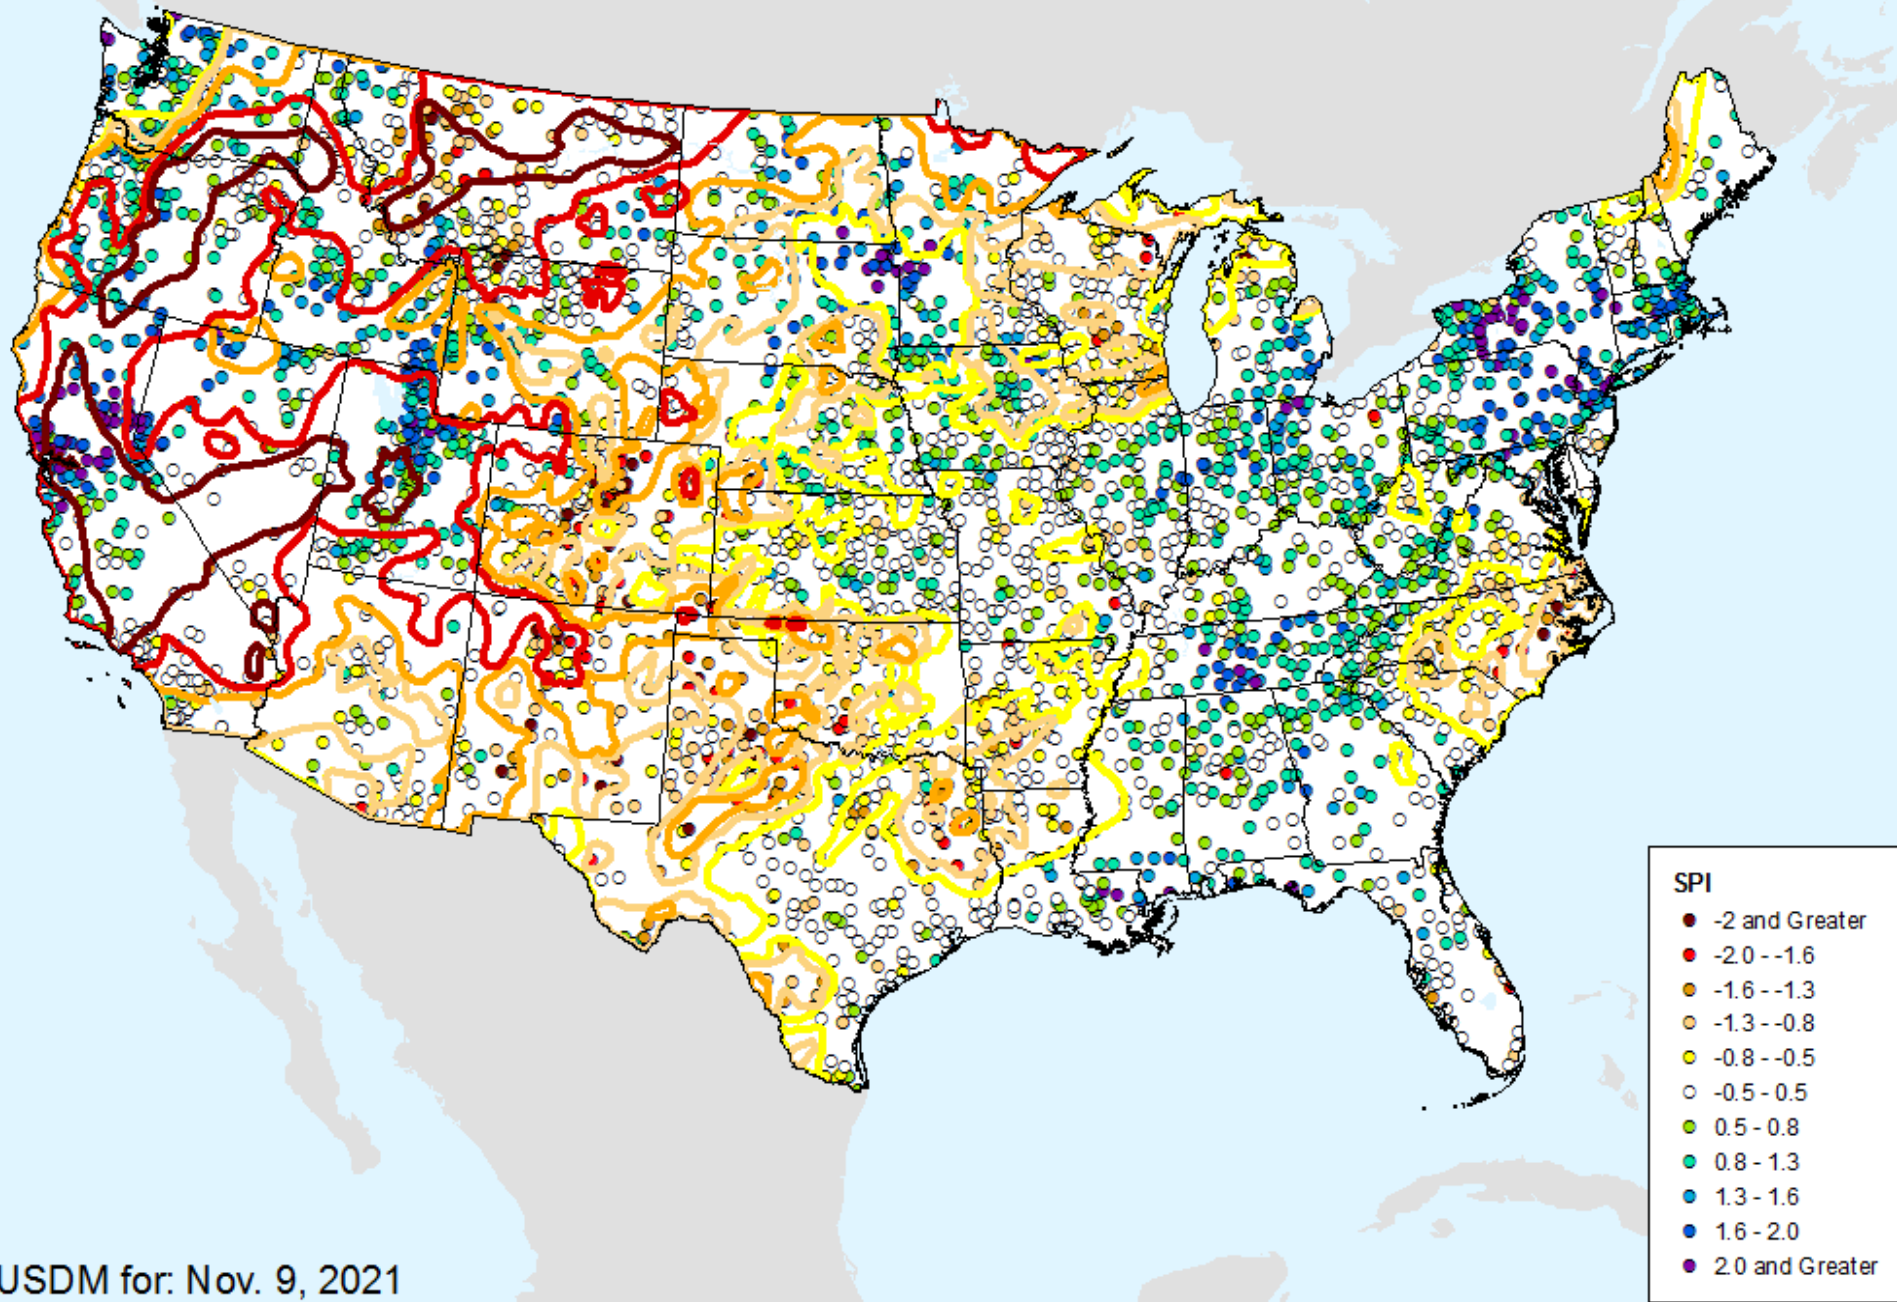 SPI
-2 and Greater
-2.0 - -1.6
-1.6 - -1.3
-1.3 - -0.8
-0.8 - -0.5
-0.5 - 0.5
0.5 - 0.8
0.8 - 1.3
1.3 - 1.6
1.6 - 2.0
2.0 and Greater
USDM for: Nov. 9, 2021